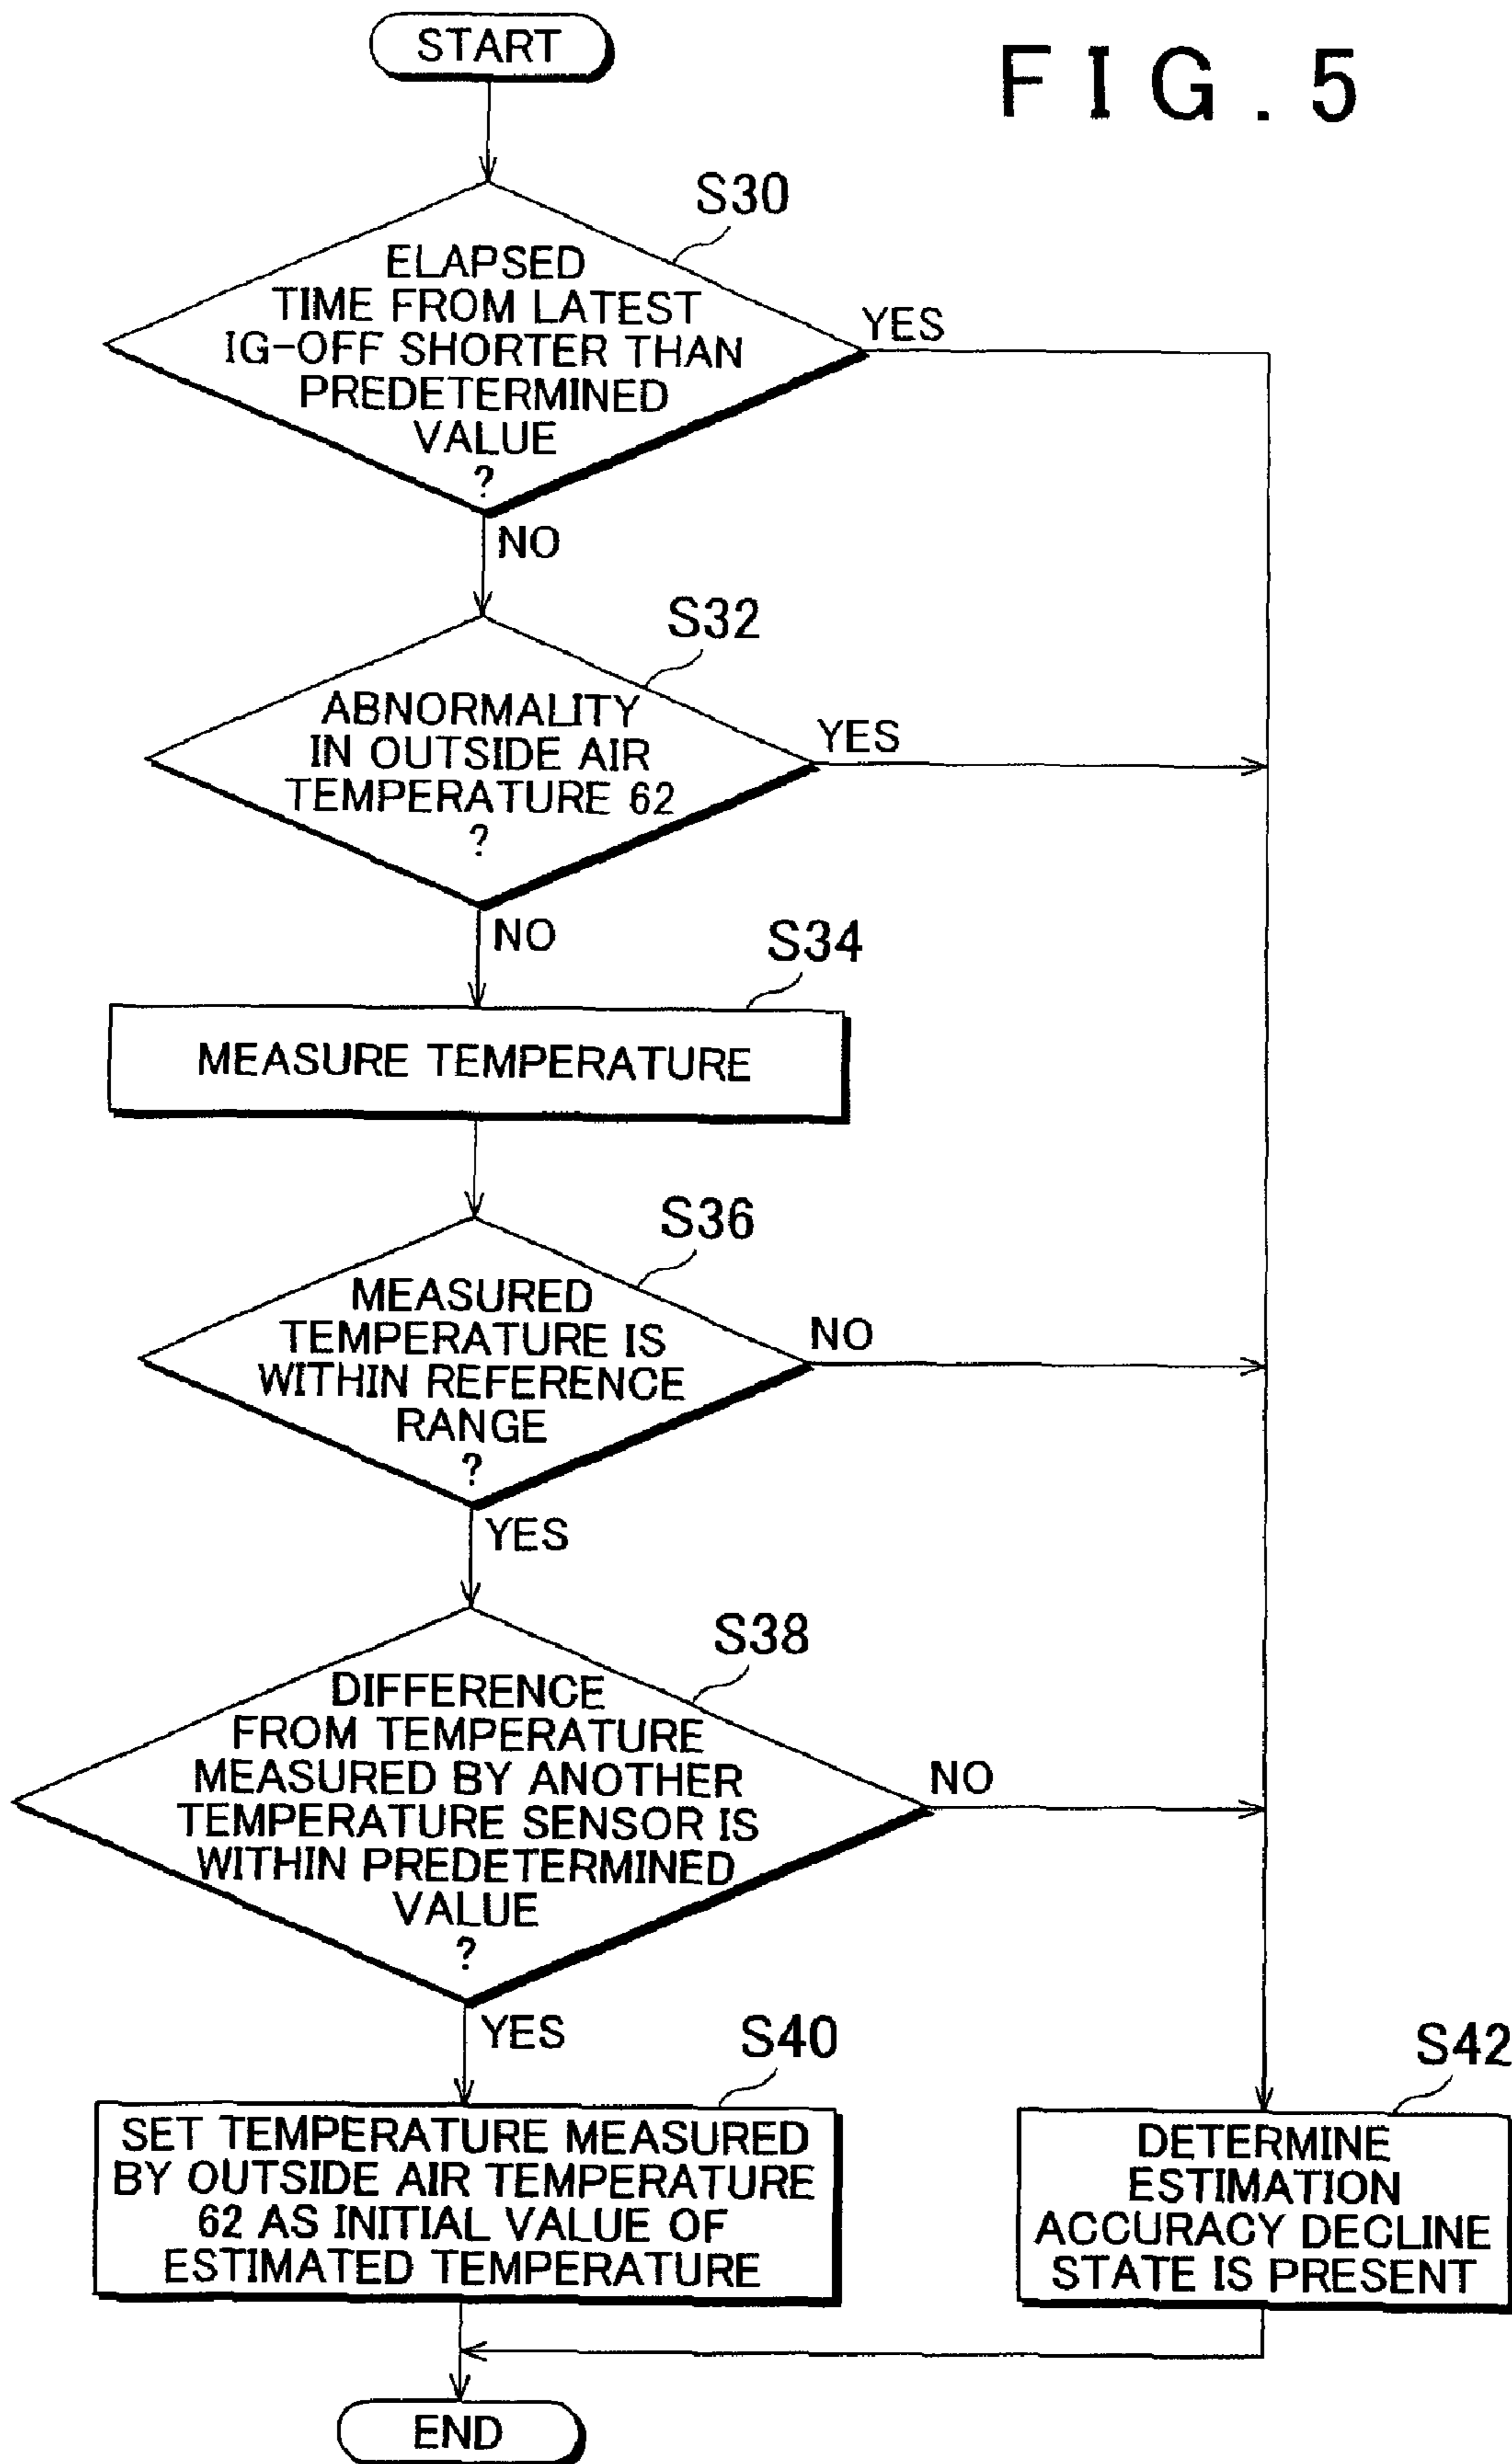 START
FIG. 5
S30
ELAPSED
TIME FROM LATEST
IG-OFF SHORTER THAN
PREDETERMINED
VALUE
?
YES
NO
S32
ABNORMALITY
IN OUTSIDE AIR
TEMPERATURE 62
?
YES
NO
S34
MEASURE TEMPERATURE
S36
MEASURED
TEMPERATURE IS
WITHIN REFERENCE
RANGE
?
NO
YES
S38
DIFFERENCE
FROM TEMPERATURE
MEASURED BY ANOTHER
TEMPERATURE SENSOR IS
WITHIN PREDETERMINED
VALUE
?
NO
YES
S40
SET TEMPERATURE MEASURED
BY OUTSIDE AIR TEMPERATURE
62 AS INITIAL VALUE OF
ESTIMATED TEMPERATURE
S42
DETERMINE
ESTIMATION
ACCURACY DECLINE
STATE IS PRESENT
END